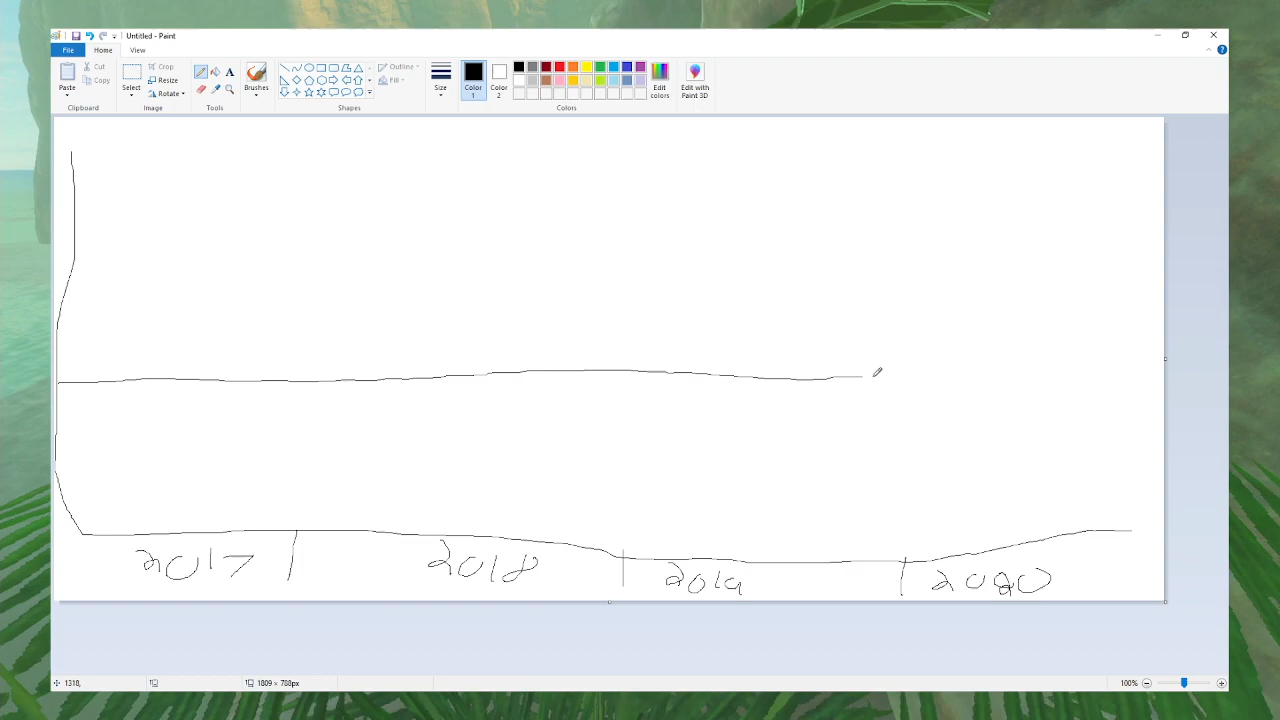 Untitled - Paint
File Home View
Paste Cut Copy Clipboard
Select Crop Resize Rotate Image
Tools
Brushes
Outline Fill Shapes
Size
Color 1
Color 2
Edit colors
Edit with Paint 3D
Colors
2017 2018 2019 2020
1318, 1809 × 788px 100%